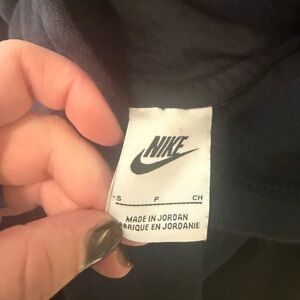 NIKE
S P CH
MADE IN JORDAN
FABRIQUE EN JORDANIE